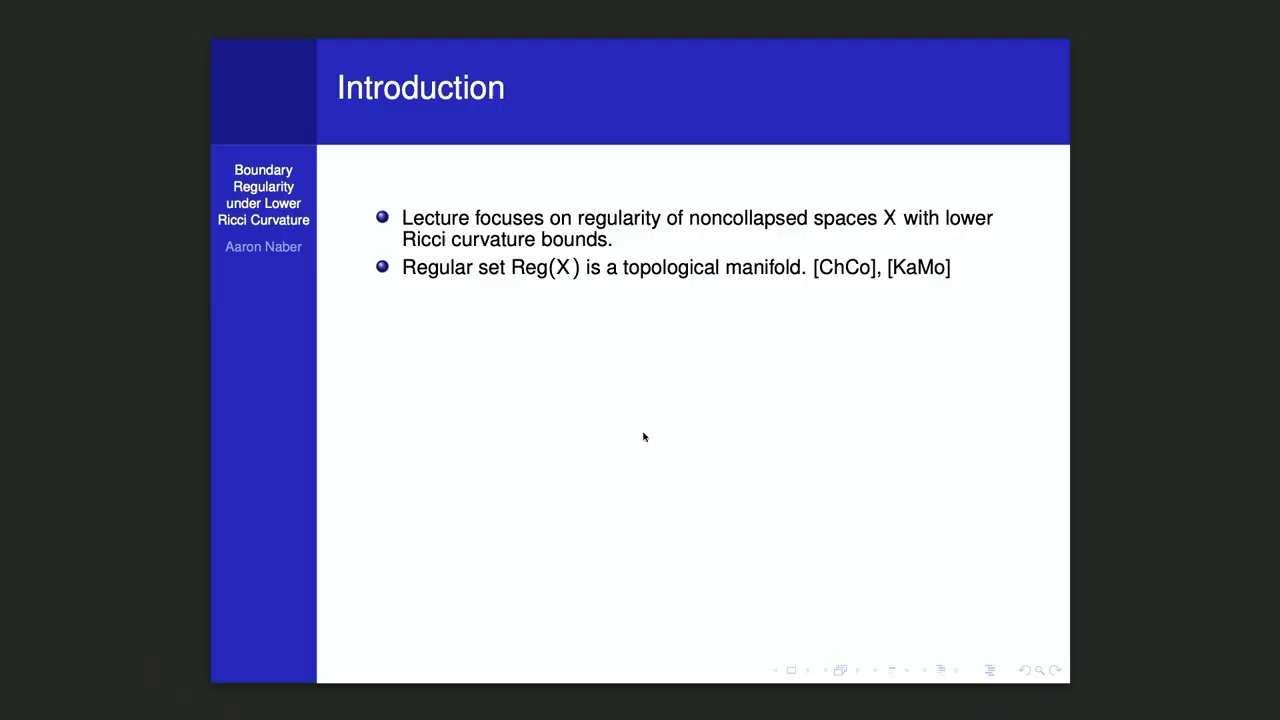 Introduction
Boundary
Regularity
under Lower
Ricci Curvature
Aaron Naber
Lecture focuses on regularity of noncollapsed spaces X with lower
Ricci curvature bounds.
Regular set Reg(X) is a topological manifold. [ChCo], [KaMo]